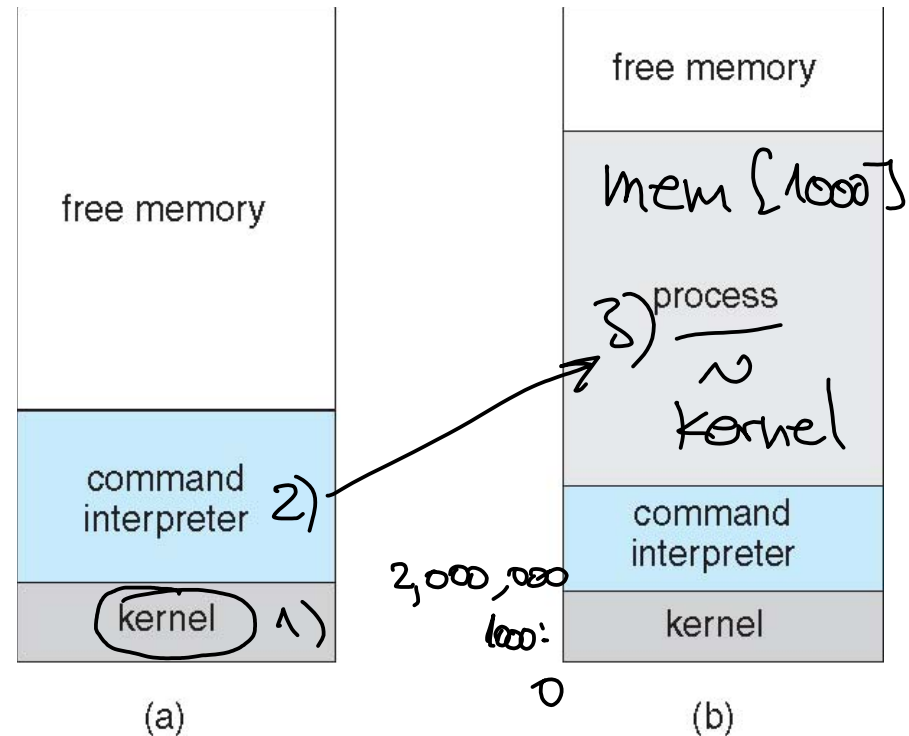 free memory
command
interpreter 2)
kernel 1)
(a)
free memory
mem [1000]
3) process
~
kernel
command
interpreter
2,000,000
kernel
1000:
0
(b)